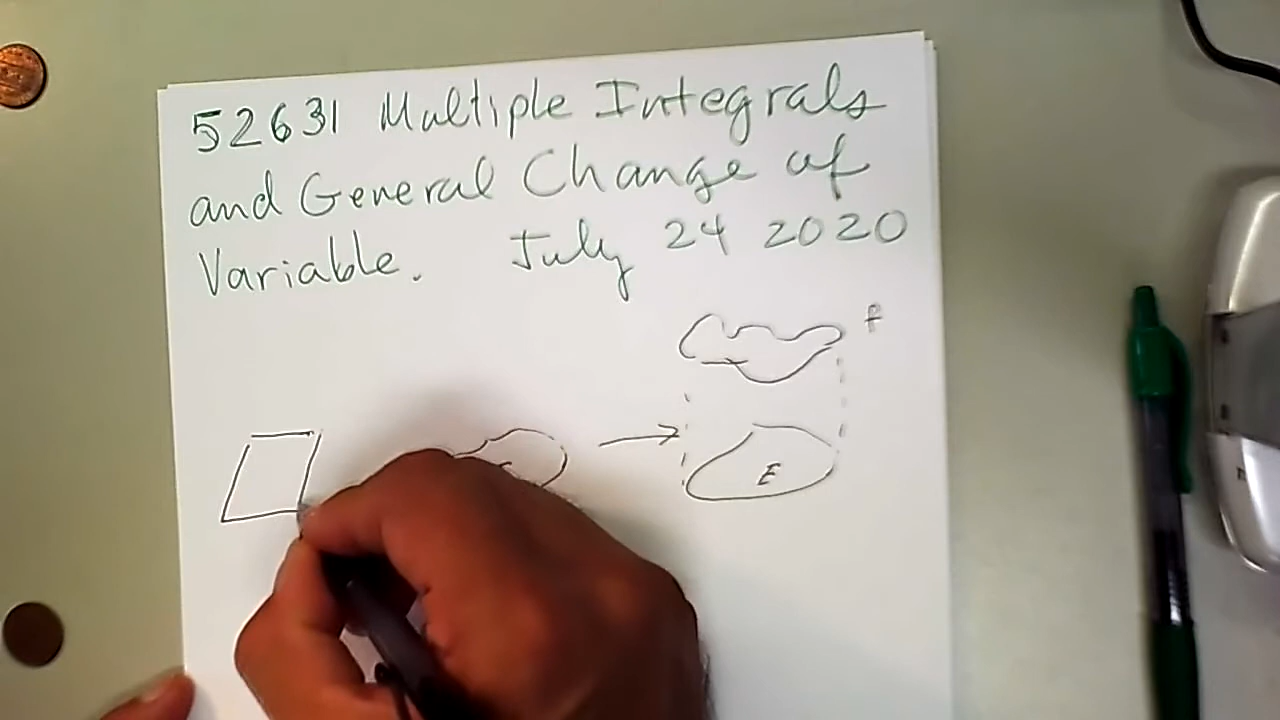 52631 Multiple Integrals
and General Change of
Variable. July 24 2020
f
E